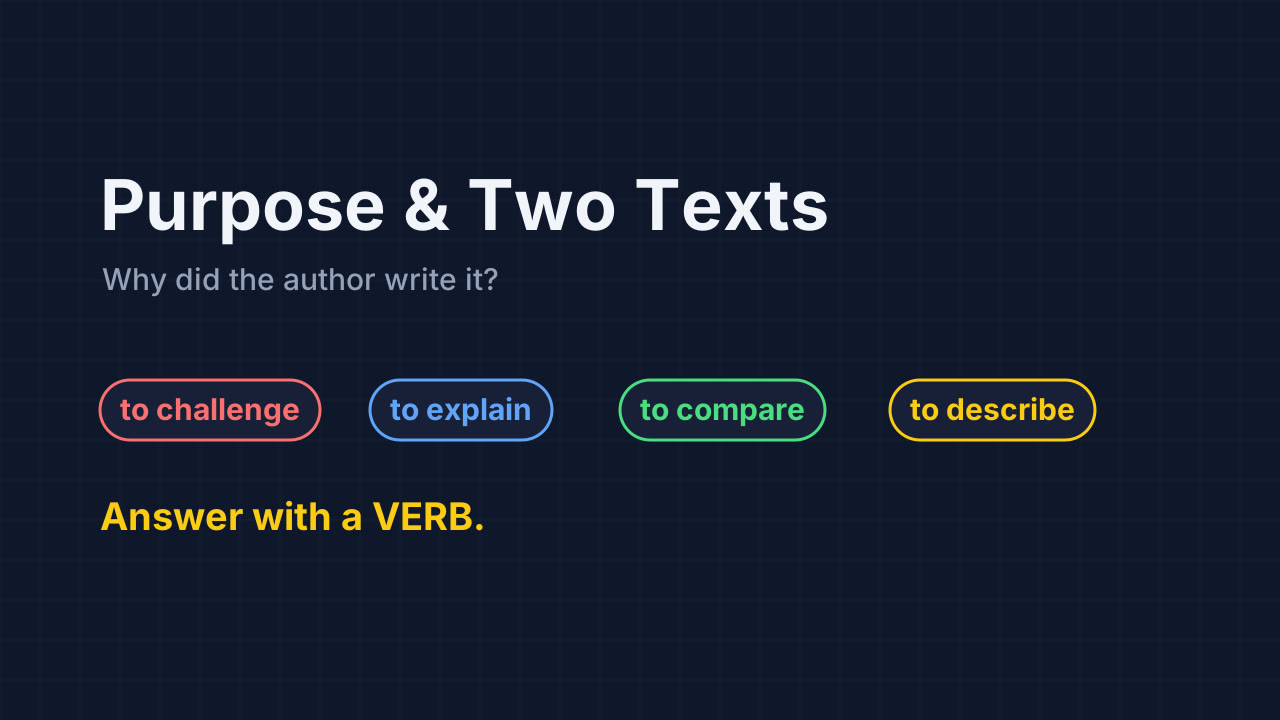 Purpose & Two Texts
Why did the author write it?
to challenge to explain to compare to describe
Answer with a VERB.